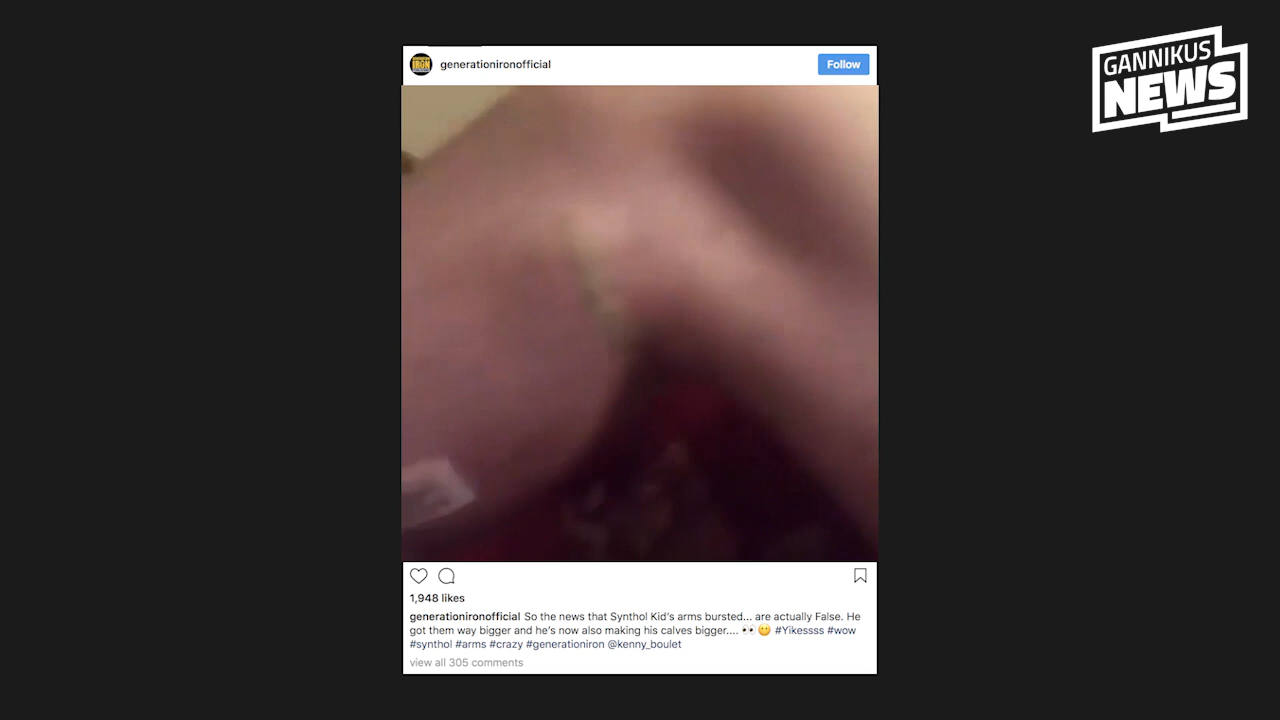 generationironofficial
Follow
GANNIKUS
NEWS
1,948 likes
generationironofficial So the news that Synthol Kid's arms bursted... are actually False. He
got them way bigger and he's now also making his calves bigger.... 👀 😬 #Yikessss #wow
#synthol #arms #crazy #generationiron @kenny_boulet
view all 305 comments